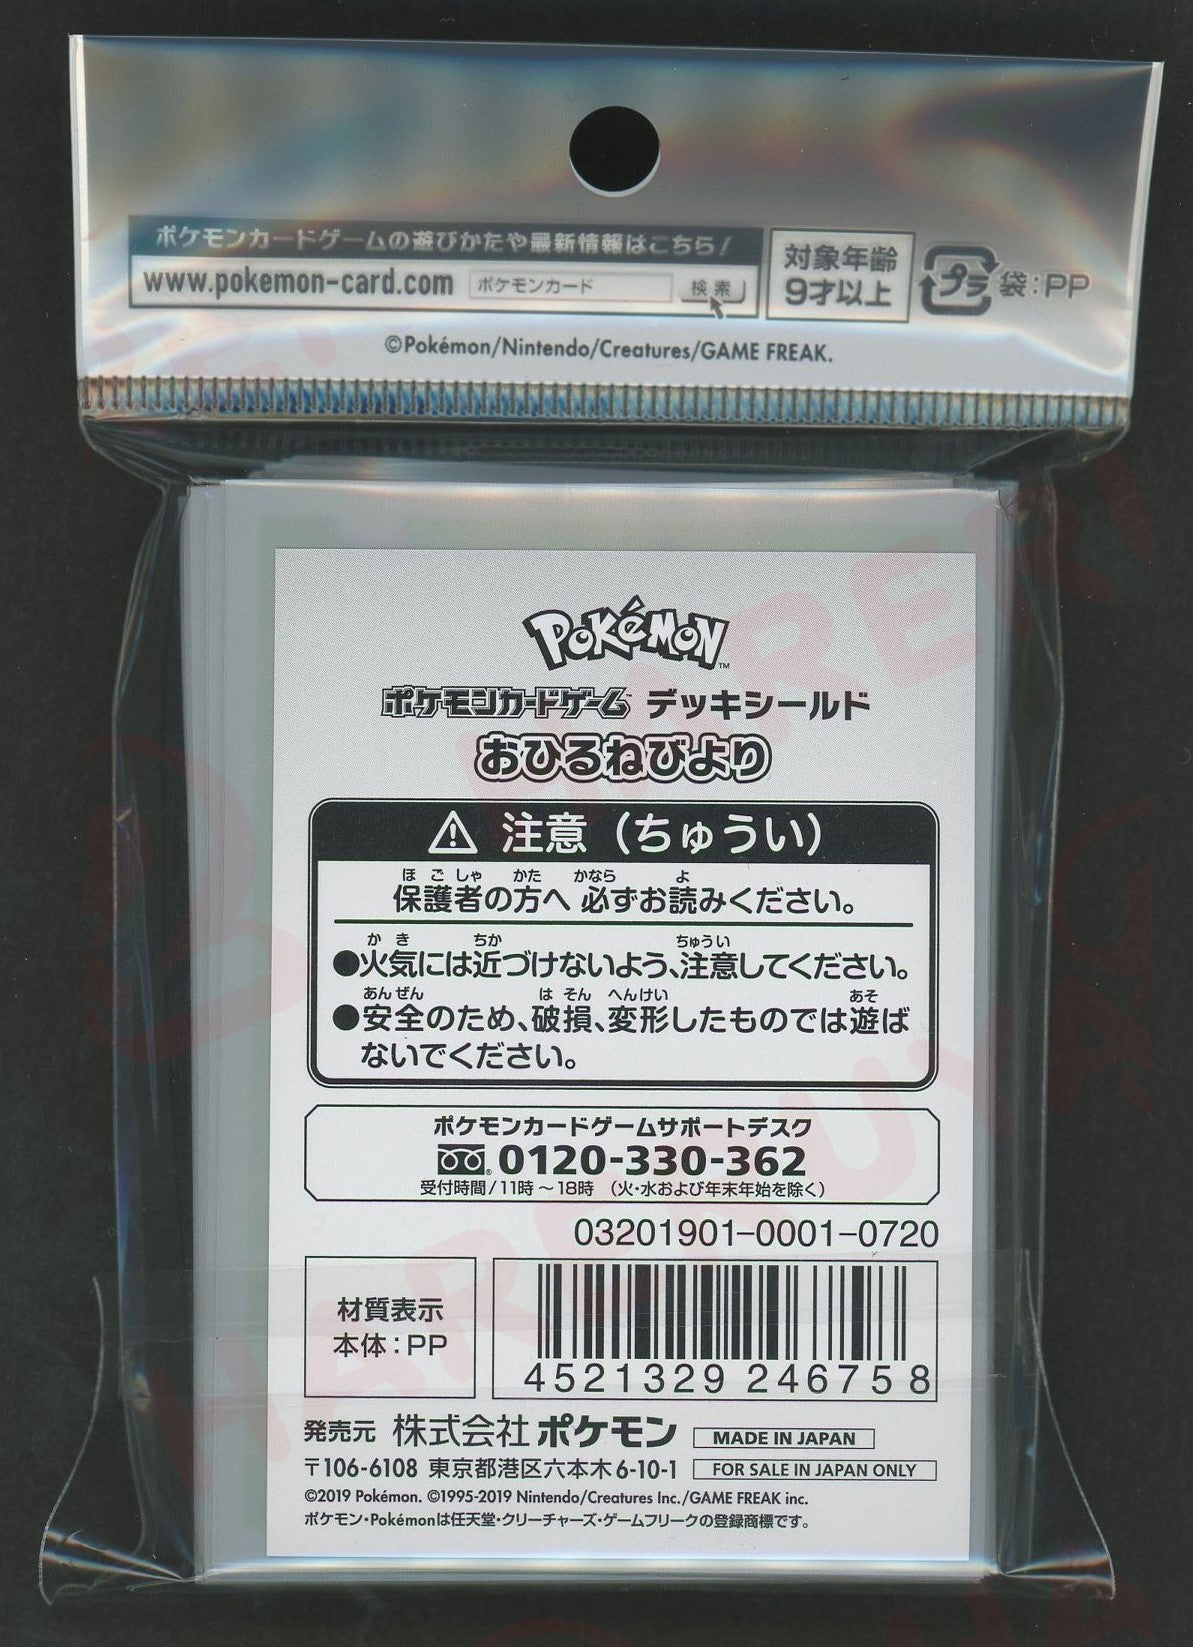 ポケモンカードゲームの遊びかたや最新情報はこちら!
www.pokemon-card.com ポケモンカード 検索
対象年齢
9才以上
プラ 袋:PP
©Pokémon/Nintendo/Creatures/GAME FREAK.
POKéMON™
ポケモンカードゲーム デッキシールド
おひるねびより
⚠ 注意(ちゅうい)
ほごしゃ かた かなら よ
保護者の方へ 必ずお読みください。
かき ちか ちゅうい
●火気には近づけないよう、注意してください。
あんぜん はそん へんけい あそ
●安全のため、破損、変形したものでは遊ば
ないでください。
ポケモンカードゲームサポートデスク
0120-330-362
受付時間/11時~18時 (火・水および年末年始を除く)
03201901-0001-0720
材質表示
本体:PP
4521329 246758
発売元 株式会社ポケモン MADE IN JAPAN
〒106-6108 東京都港区六本木6-10-1 FOR SALE IN JAPAN ONLY
©2019 Pokémon. ©1995-2019 Nintendo/Creatures Inc./GAME FREAK inc.
ポケモン・Pokémonは任天堂・クリーチャーズ・ゲームフリークの登録商標です。